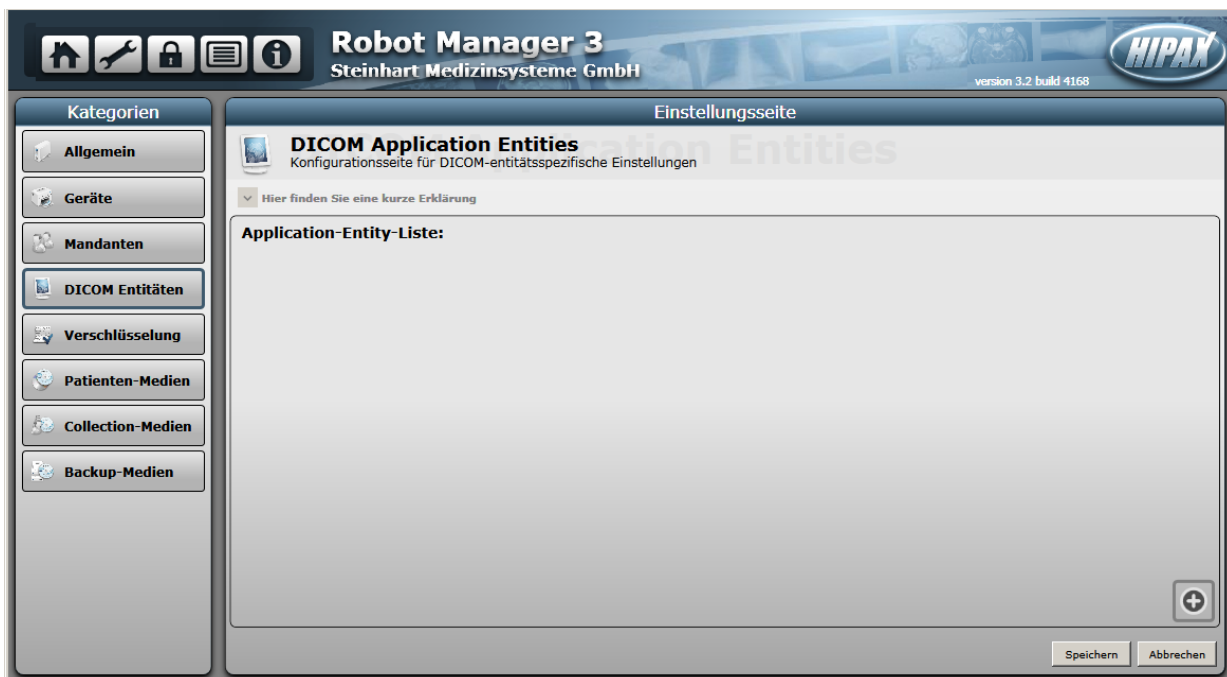 Robot Manager 3
Steinhart Medizinsysteme GmbH
version 3.2 build 4168
HIPAX
Kategorien
Allgemein
Geräte
Mandanten
DICOM Entitäten
Verschlüsselung
Patienten-Medien
Collection-Medien
Backup-Medien
Einstellungsseite
DICOM Application Entities
Konfigurationsseite für DICOM-entitätsspezifische Einstellungen
Hier finden Sie eine kurze Erklärung
Application-Entity-Liste:
Speichern Abbrechen